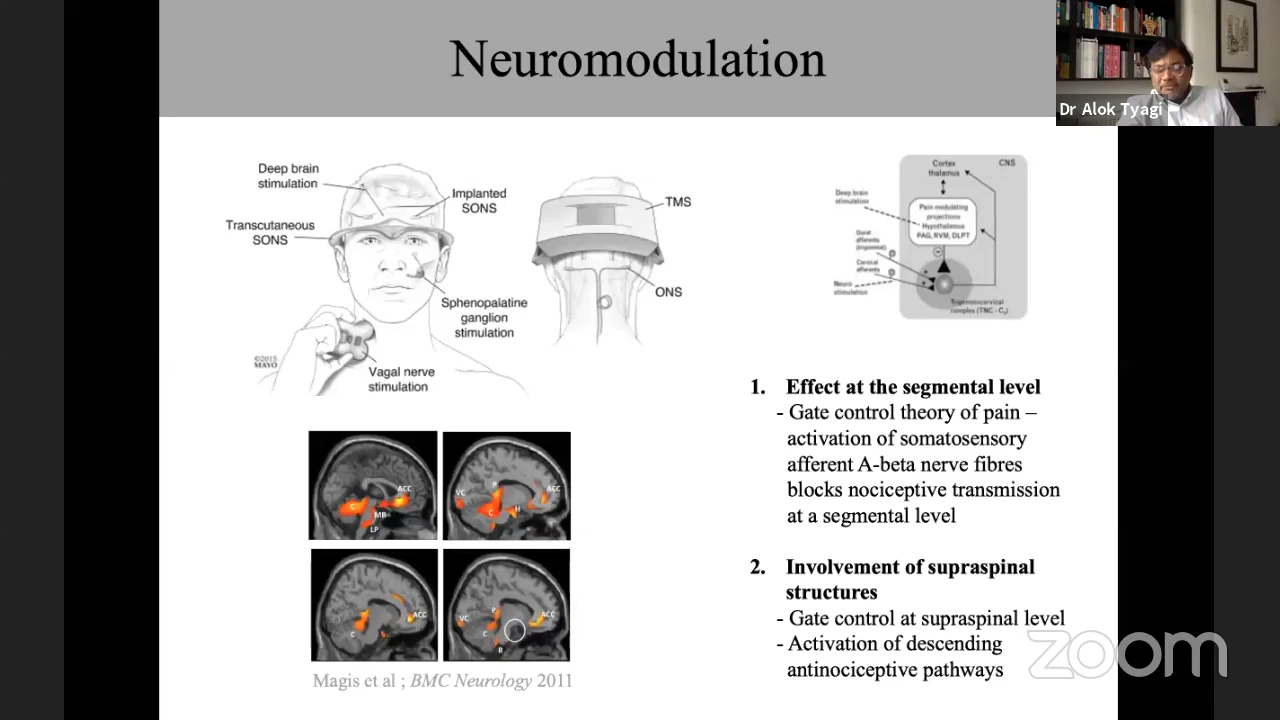 Neuromodulation
Dr Alok Tyagi
Deep brain
stimulation
Implanted
SONS
Transcutaneous
SONS
Sphenopalatine
ganglion
stimulation
Vagal nerve
stimulation
©2015
MAYO
TMS
ONS
Cortex
thalamus
CNS
Deep brain
stimulation
Pain modulating
projections
Hypothalamus
PAG, RVM, DLPT
Dural
afferents
(trigeminal)
Cervical
afferents
Neuro
stimulation
Trigeminocervical
complex (TNC - C₂)
1. Effect at the segmental level
- Gate control theory of pain –
activation of somatosensory
afferent A-beta nerve fibres
blocks nociceptive transmission
at a segmental level
2. Involvement of supraspinal
structures
- Gate control at supraspinal level
- Activation of descending
antinociceptive pathways
ACC
C
MB
LP
VC
P
ACC
C
H
ACC
C
VC
P
ACC
C
B
Magis et al ; BMC Neurology 2011
zoom